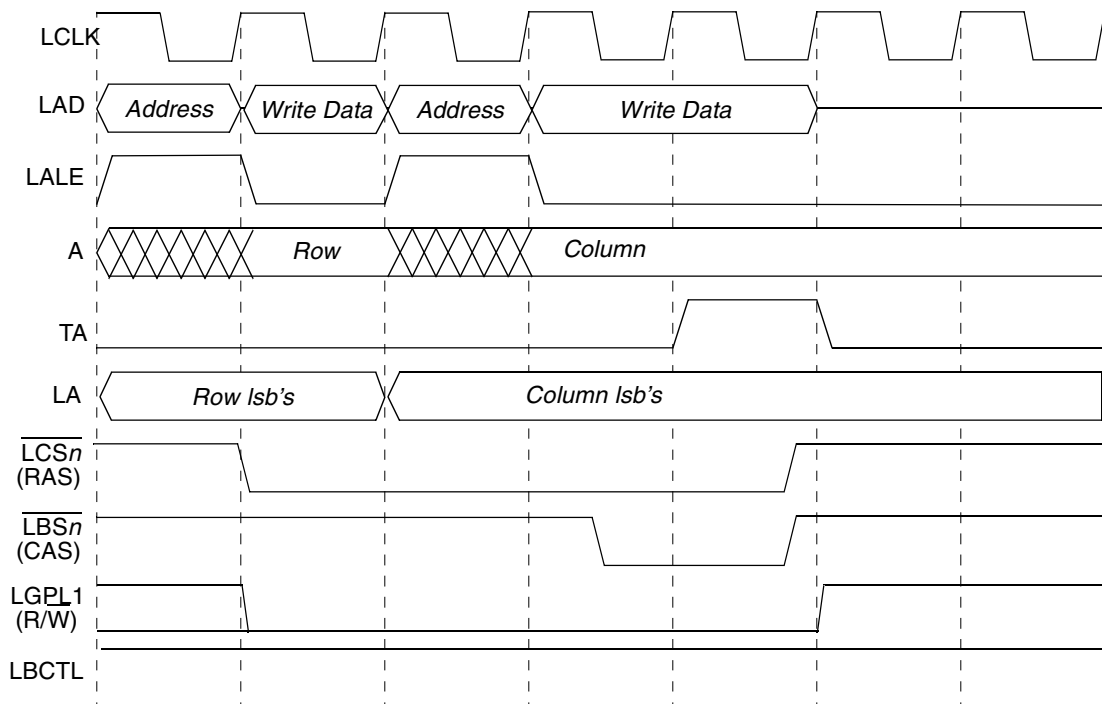 LCLK
LAD Address Write Data Address Write Data
LALE
A Row Column
TA
LA Row lsb's Column lsb's
LCSn
(RAS)
LBSn
(CAS)
LGPL1
(R/W)
LBCTL